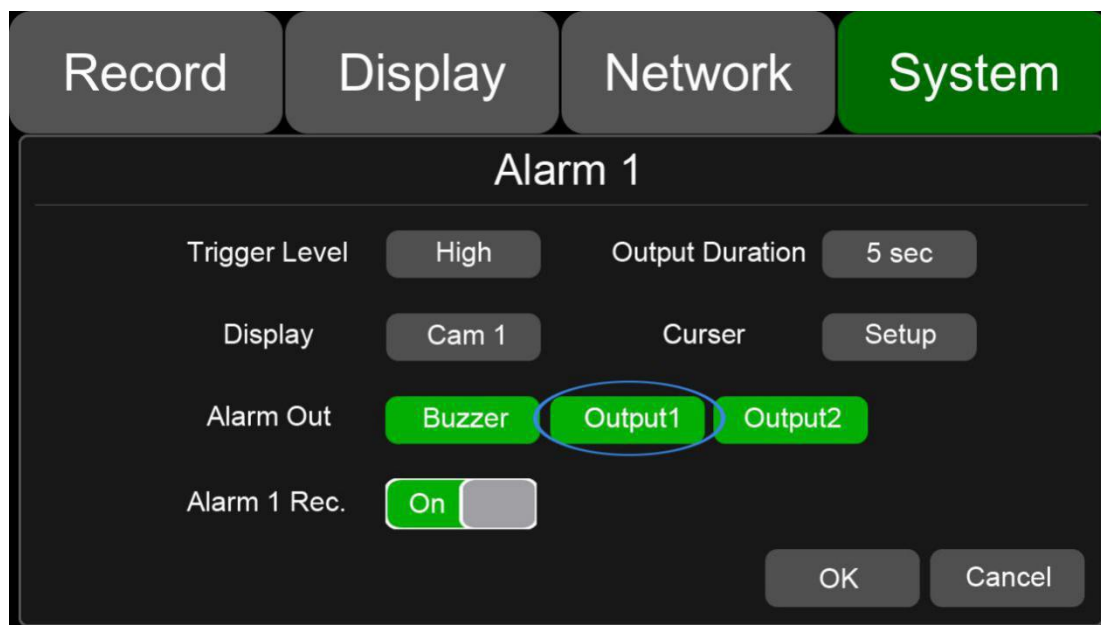 Record Display Network System
Alarm 1
Trigger Level High Output Duration 5 sec
Display Cam 1 Curser Setup
Alarm Out Buzzer Output1 Output2
Alarm 1 Rec. On
OK Cancel